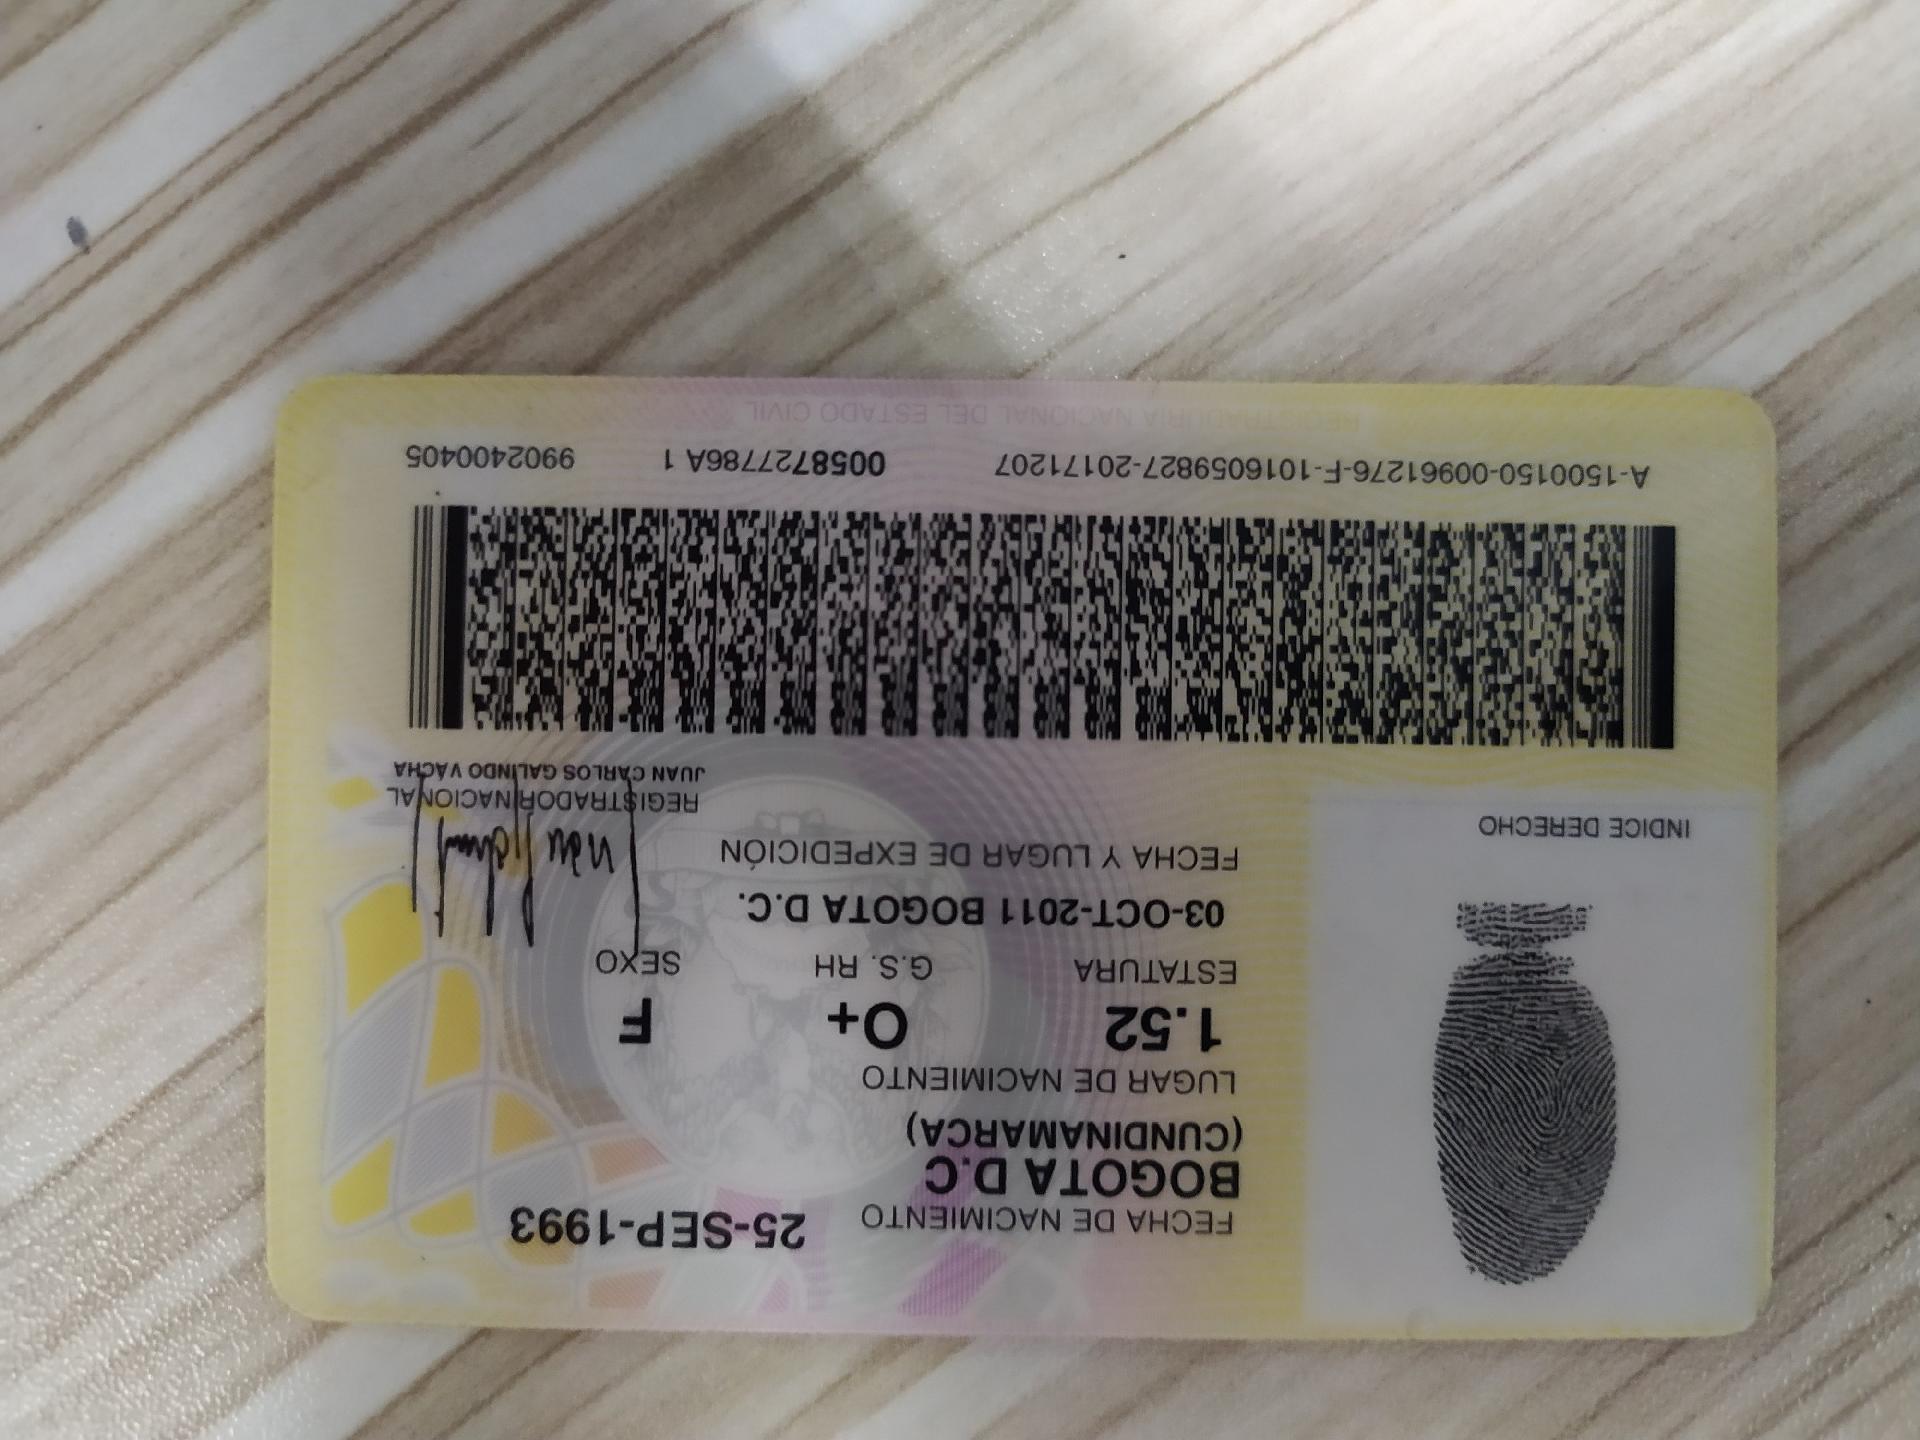 FECHA DE NACIMIENTO 25-SEP-1993
BOGOTA D.C
(CUNDINAMARCA)
LUGAR DE NACIMIENTO
1.52 O+ F
ESTATURA G.S. RH SEXO
03-OCT-2011 BOGOTA D.C.
FECHA Y LUGAR DE EXPEDICIÓN
INDICE DERECHO
REGISTRADOR NACIONAL
JUAN CARLOS GALINDO VACHA
A-1500150-00961276-F-1016059827-20171207 0058727786A 1 9902400405
REGISTRADURIA NACIONAL DEL ESTADO CIVIL